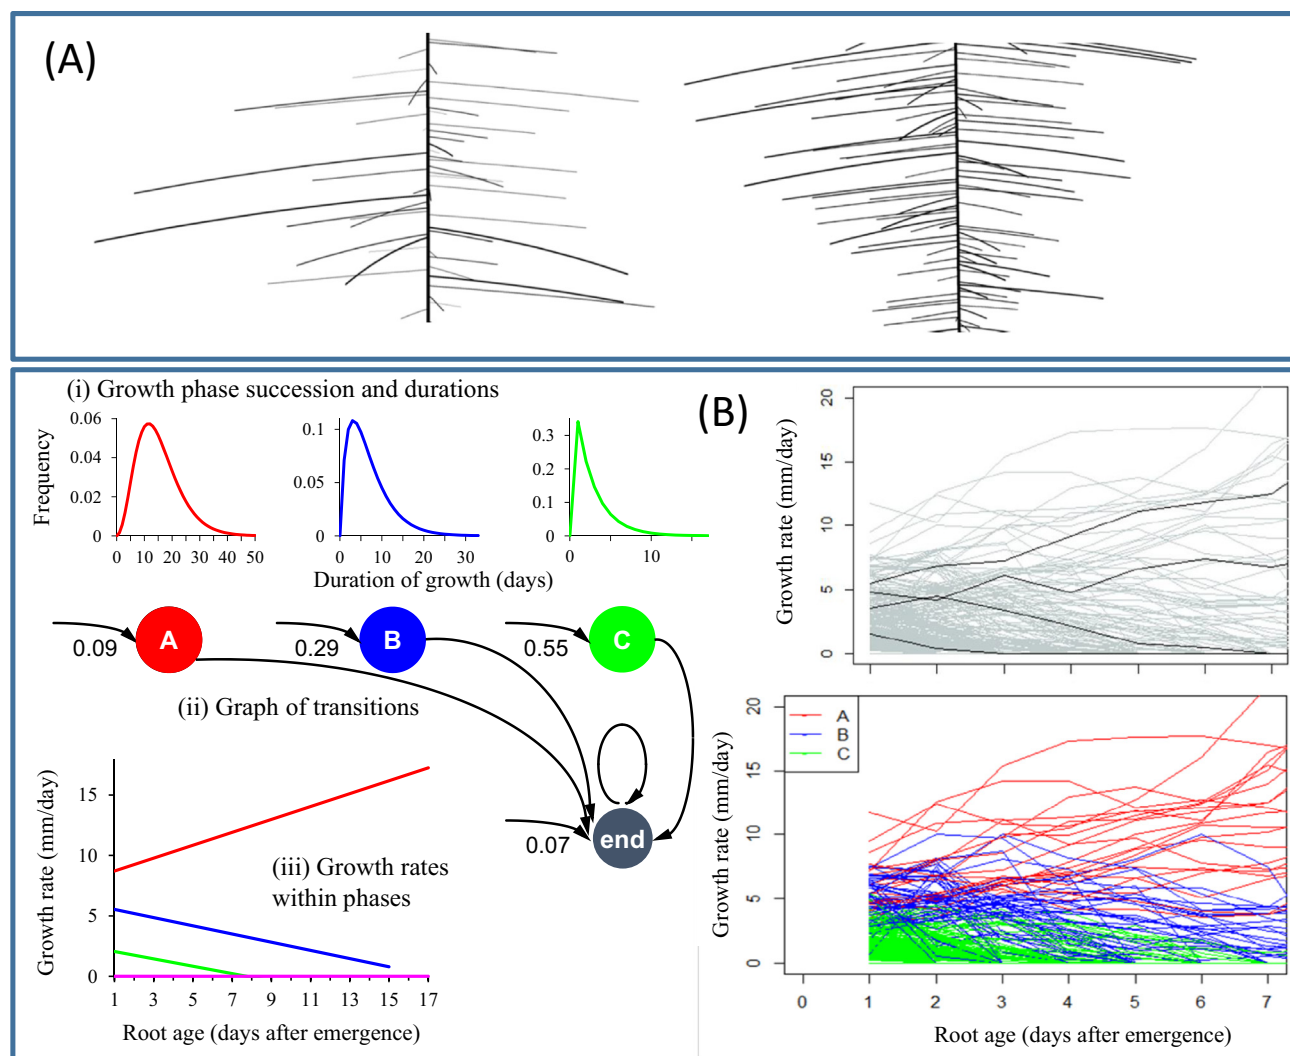 (A)
(i) Growth phase succession and durations
(B)
Frequency
0.06
0.04
0.02
0
0 10 20 30 40 50
0.1
0.05
0
0 10 20 30
0.3
0.2
0.1
0
0 10
Duration of growth (days)
A
0.09
B
0.29
C
0.55
(ii) Graph of transitions
end
0.07
Growth rate (mm/day)
15
10
5
0
1 3 5 7 9 11 13 15 17
(iii) Growth rates
within phases
Root age (days after emergence)
Growth rate (mm/day)
20
15
10
5
0
Growth rate (mm/day)
20
15
10
5
0
A
B
C
0 1 2 3 4 5 6 7
Root age (days after emergence)